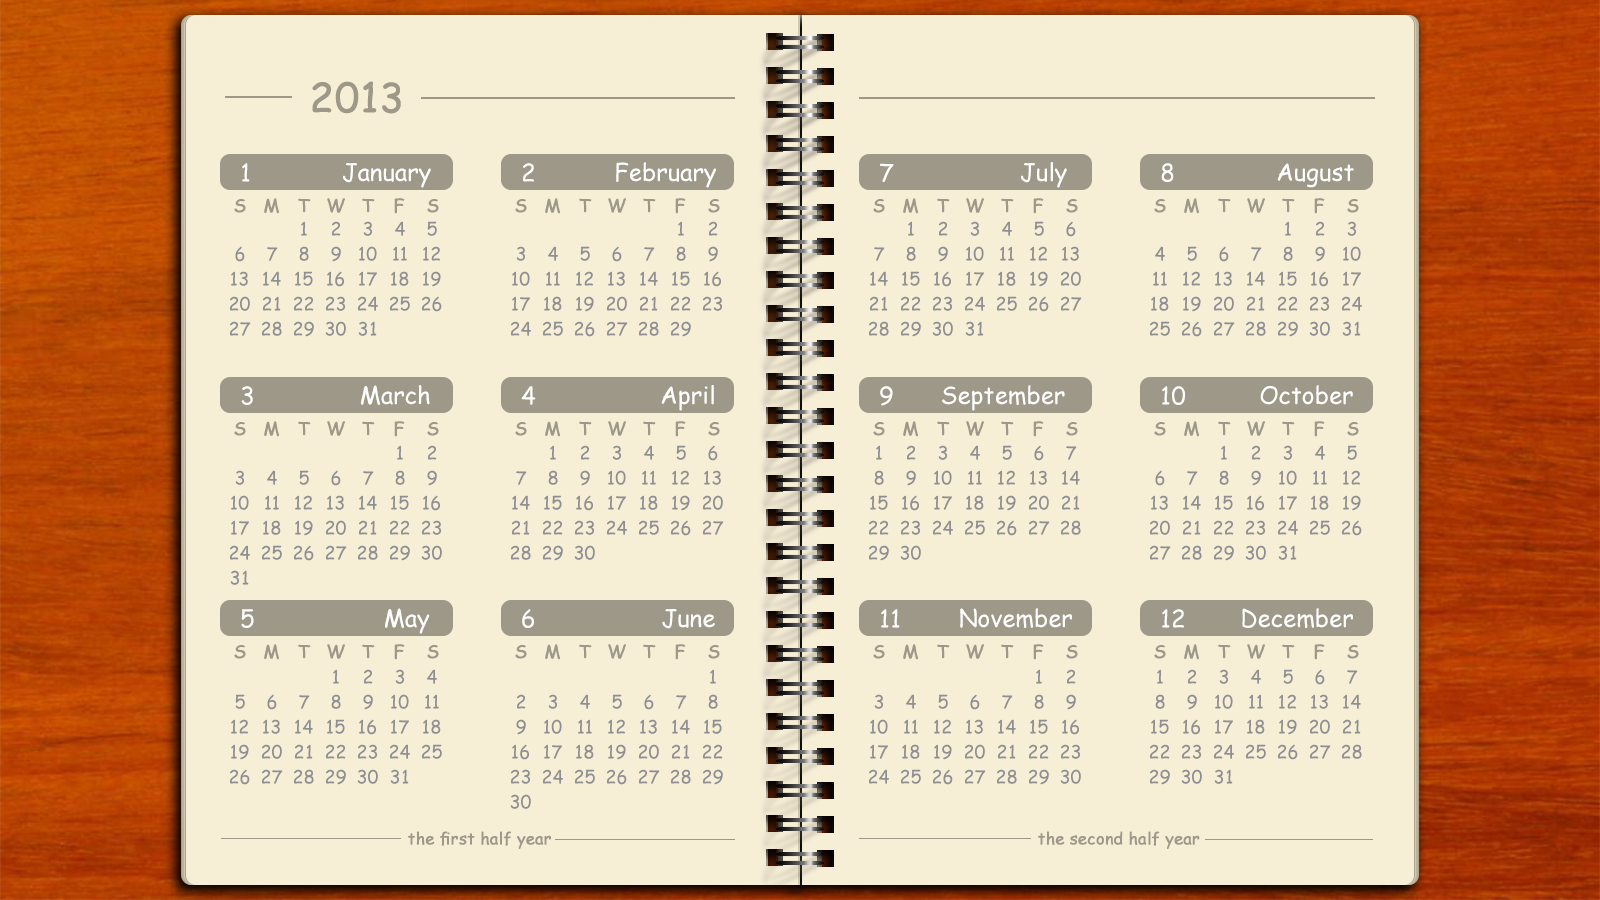 2013
1 January
S M T W T F S
1 2 3 4 5
6 7 8 9 10 11 12
13 14 15 16 17 18 19
20 21 22 23 24 25 26
27 28 29 30 31
2 February
S M T W T F S
1 2
3 4 5 6 7 8 9
10 11 12 13 14 15 16
17 18 19 20 21 22 23
24 25 26 27 28 29
3 March
S M T W T F S
1 2
3 4 5 6 7 8 9
10 11 12 13 14 15 16
17 18 19 20 21 22 23
24 25 26 27 28 29 30
31
4 April
S M T W T F S
1 2 3 4 5 6
7 8 9 10 11 12 13
14 15 16 17 18 19 20
21 22 23 24 25 26 27
28 29 30
5 May
S M T W T F S
1 2 3 4
5 6 7 8 9 10 11
12 13 14 15 16 17 18
19 20 21 22 23 24 25
26 27 28 29 30 31
6 June
S M T W T F S
1
2 3 4 5 6 7 8
9 10 11 12 13 14 15
16 17 18 19 20 21 22
23 24 25 26 27 28 29
30
the first half year
7 July
S M T W T F S
1 2 3 4 5 6
7 8 9 10 11 12 13
14 15 16 17 18 19 20
21 22 23 24 25 26 27
28 29 30 31
8 August
S M T W T F S
1 2 3
4 5 6 7 8 9 10
11 12 13 14 15 16 17
18 19 20 21 22 23 24
25 26 27 28 29 30 31
9 September
S M T W T F S
1 2 3 4 5 6 7
8 9 10 11 12 13 14
15 16 17 18 19 20 21
22 23 24 25 26 27 28
29 30
10 October
S M T W T F S
1 2 3 4 5
6 7 8 9 10 11 12
13 14 15 16 17 18 19
20 21 22 23 24 25 26
27 28 29 30 31
11 November
S M T W T F S
1 2
3 4 5 6 7 8 9
10 11 12 13 14 15 16
17 18 19 20 21 22 23
24 25 26 27 28 29 30
12 December
S M T W T F S
1 2 3 4 5 6 7
8 9 10 11 12 13 14
15 16 17 18 19 20 21
22 23 24 25 26 27 28
29 30 31
the second half year